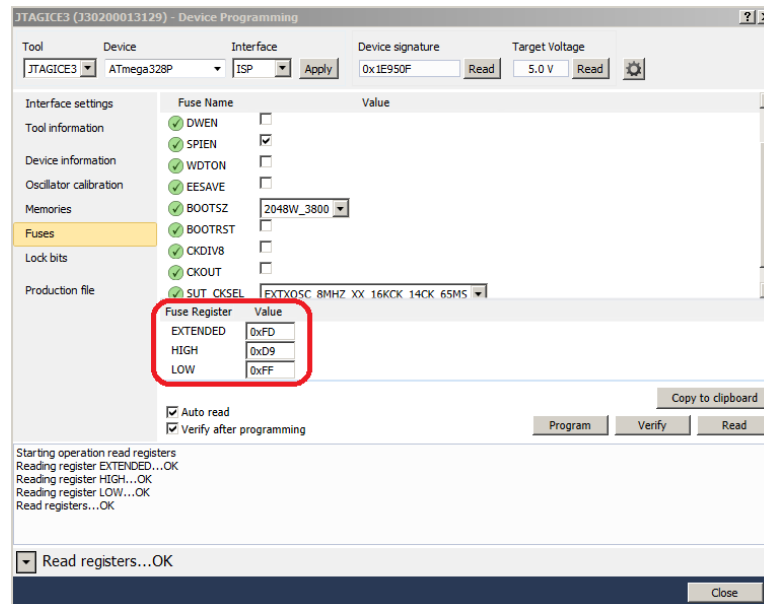 JTAGICE3 (J30200013129) - Device Programming
Tool Device Interface Device signature Target Voltage
JTAGICE3 ATmega328P ISP Apply 0x1E950F Read 5.0 V Read
Interface settings
Tool information
Device information
Oscillator calibration
Memories
Fuses
Lock bits
Production file
Fuse Name Value
DWEN
SPIEN
WDTON
EESAVE
BOOTSZ 2048W_3800
BOOTRST
CKDIV8
CKOUT
SUT_CKSEL EXTXOSC_8MHZ_XX_16KCK_14CK_65MS
Fuse Register Value
EXTENDED 0xFD
HIGH 0xD9
LOW 0xFF
Copy to clipboard
Auto read
Verify after programming
Program Verify Read
Starting operation read registers
Reading register EXTENDED...OK
Reading register HIGH...OK
Reading register LOW...OK
Read registers...OK
Read registers...OK
Close